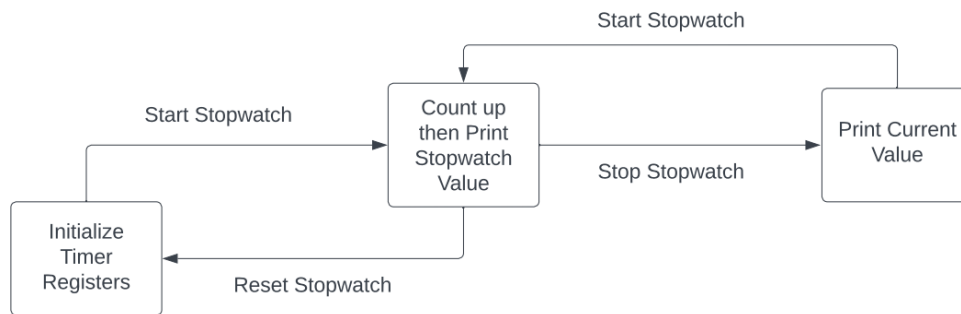 Start Stopwatch
Start Stopwatch
Count up
then Print
Stopwatch
Value
Print Current
Value
Stop Stopwatch
Initialize
Timer
Registers
Reset Stopwatch